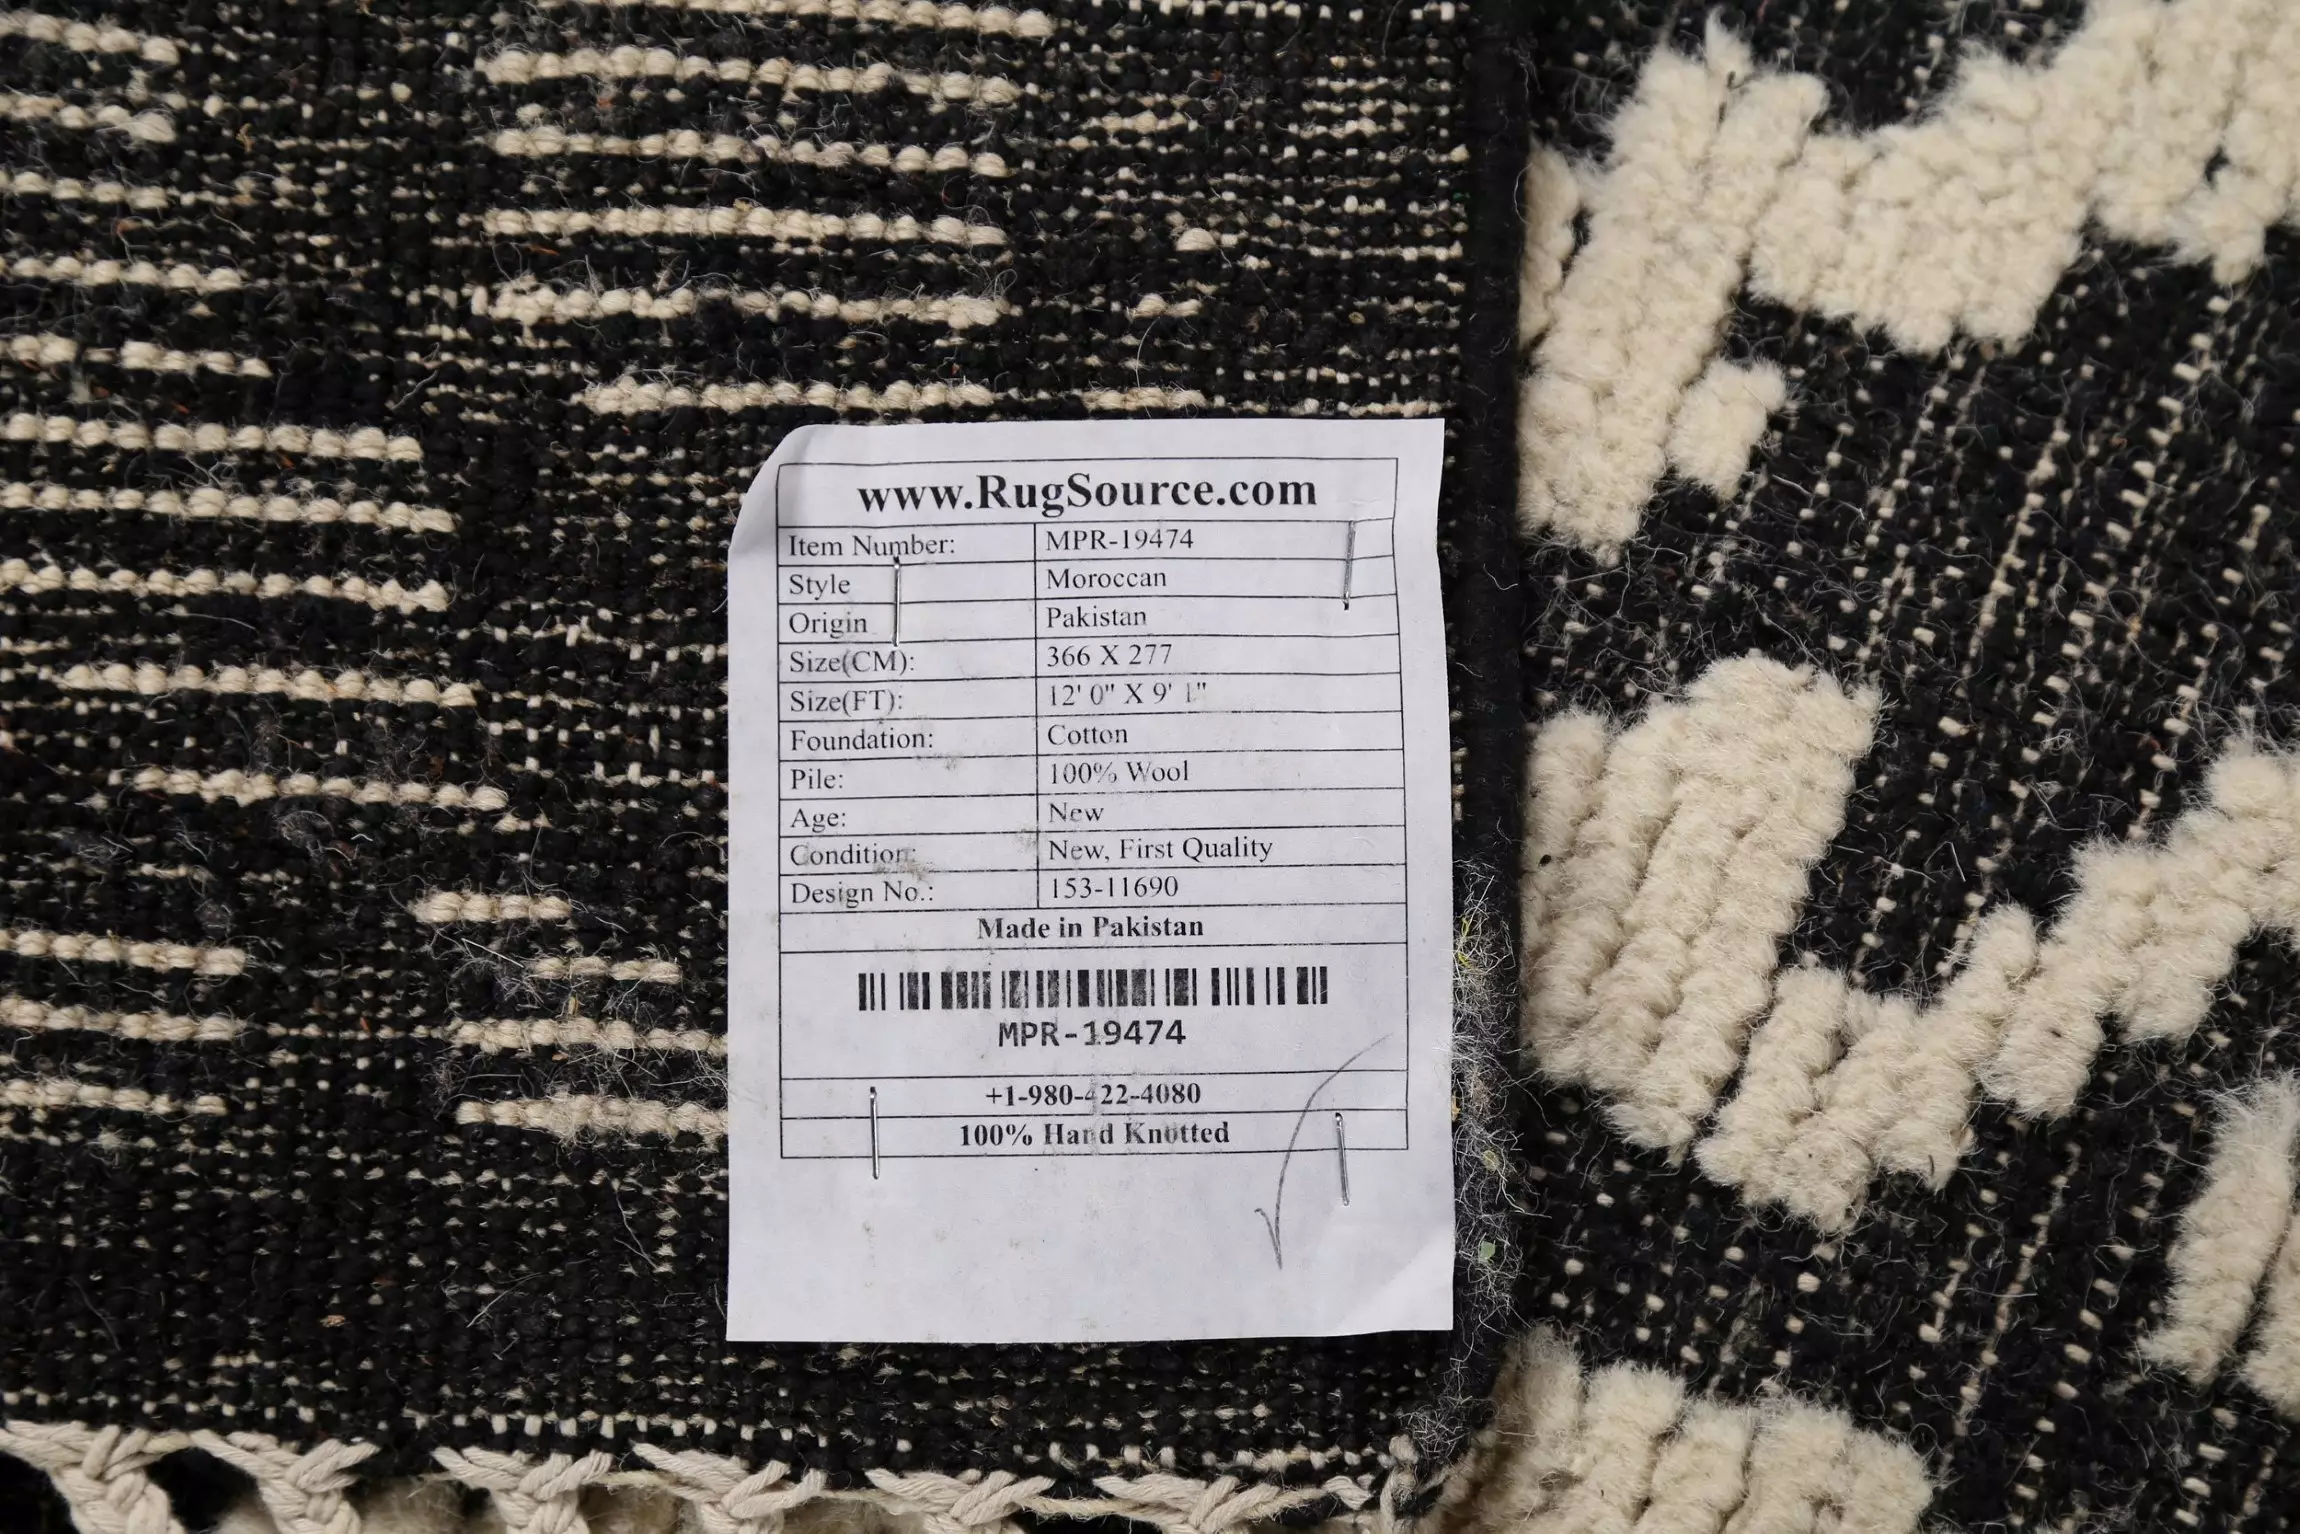 www.RugSource.com
Item Number: MPR-19474
Style Moroccan
Origin Pakistan
Size(CM): 366 X 277
Size(FT): 12' 0" X 9' 1"
Foundation: Cotton
Pile: 100% Wool
Age: New
Condition: New, First Quality
Design No.: 153-11690
Made in Pakistan
MPR-19474
+1-980-422-4080
100% Hand Knotted